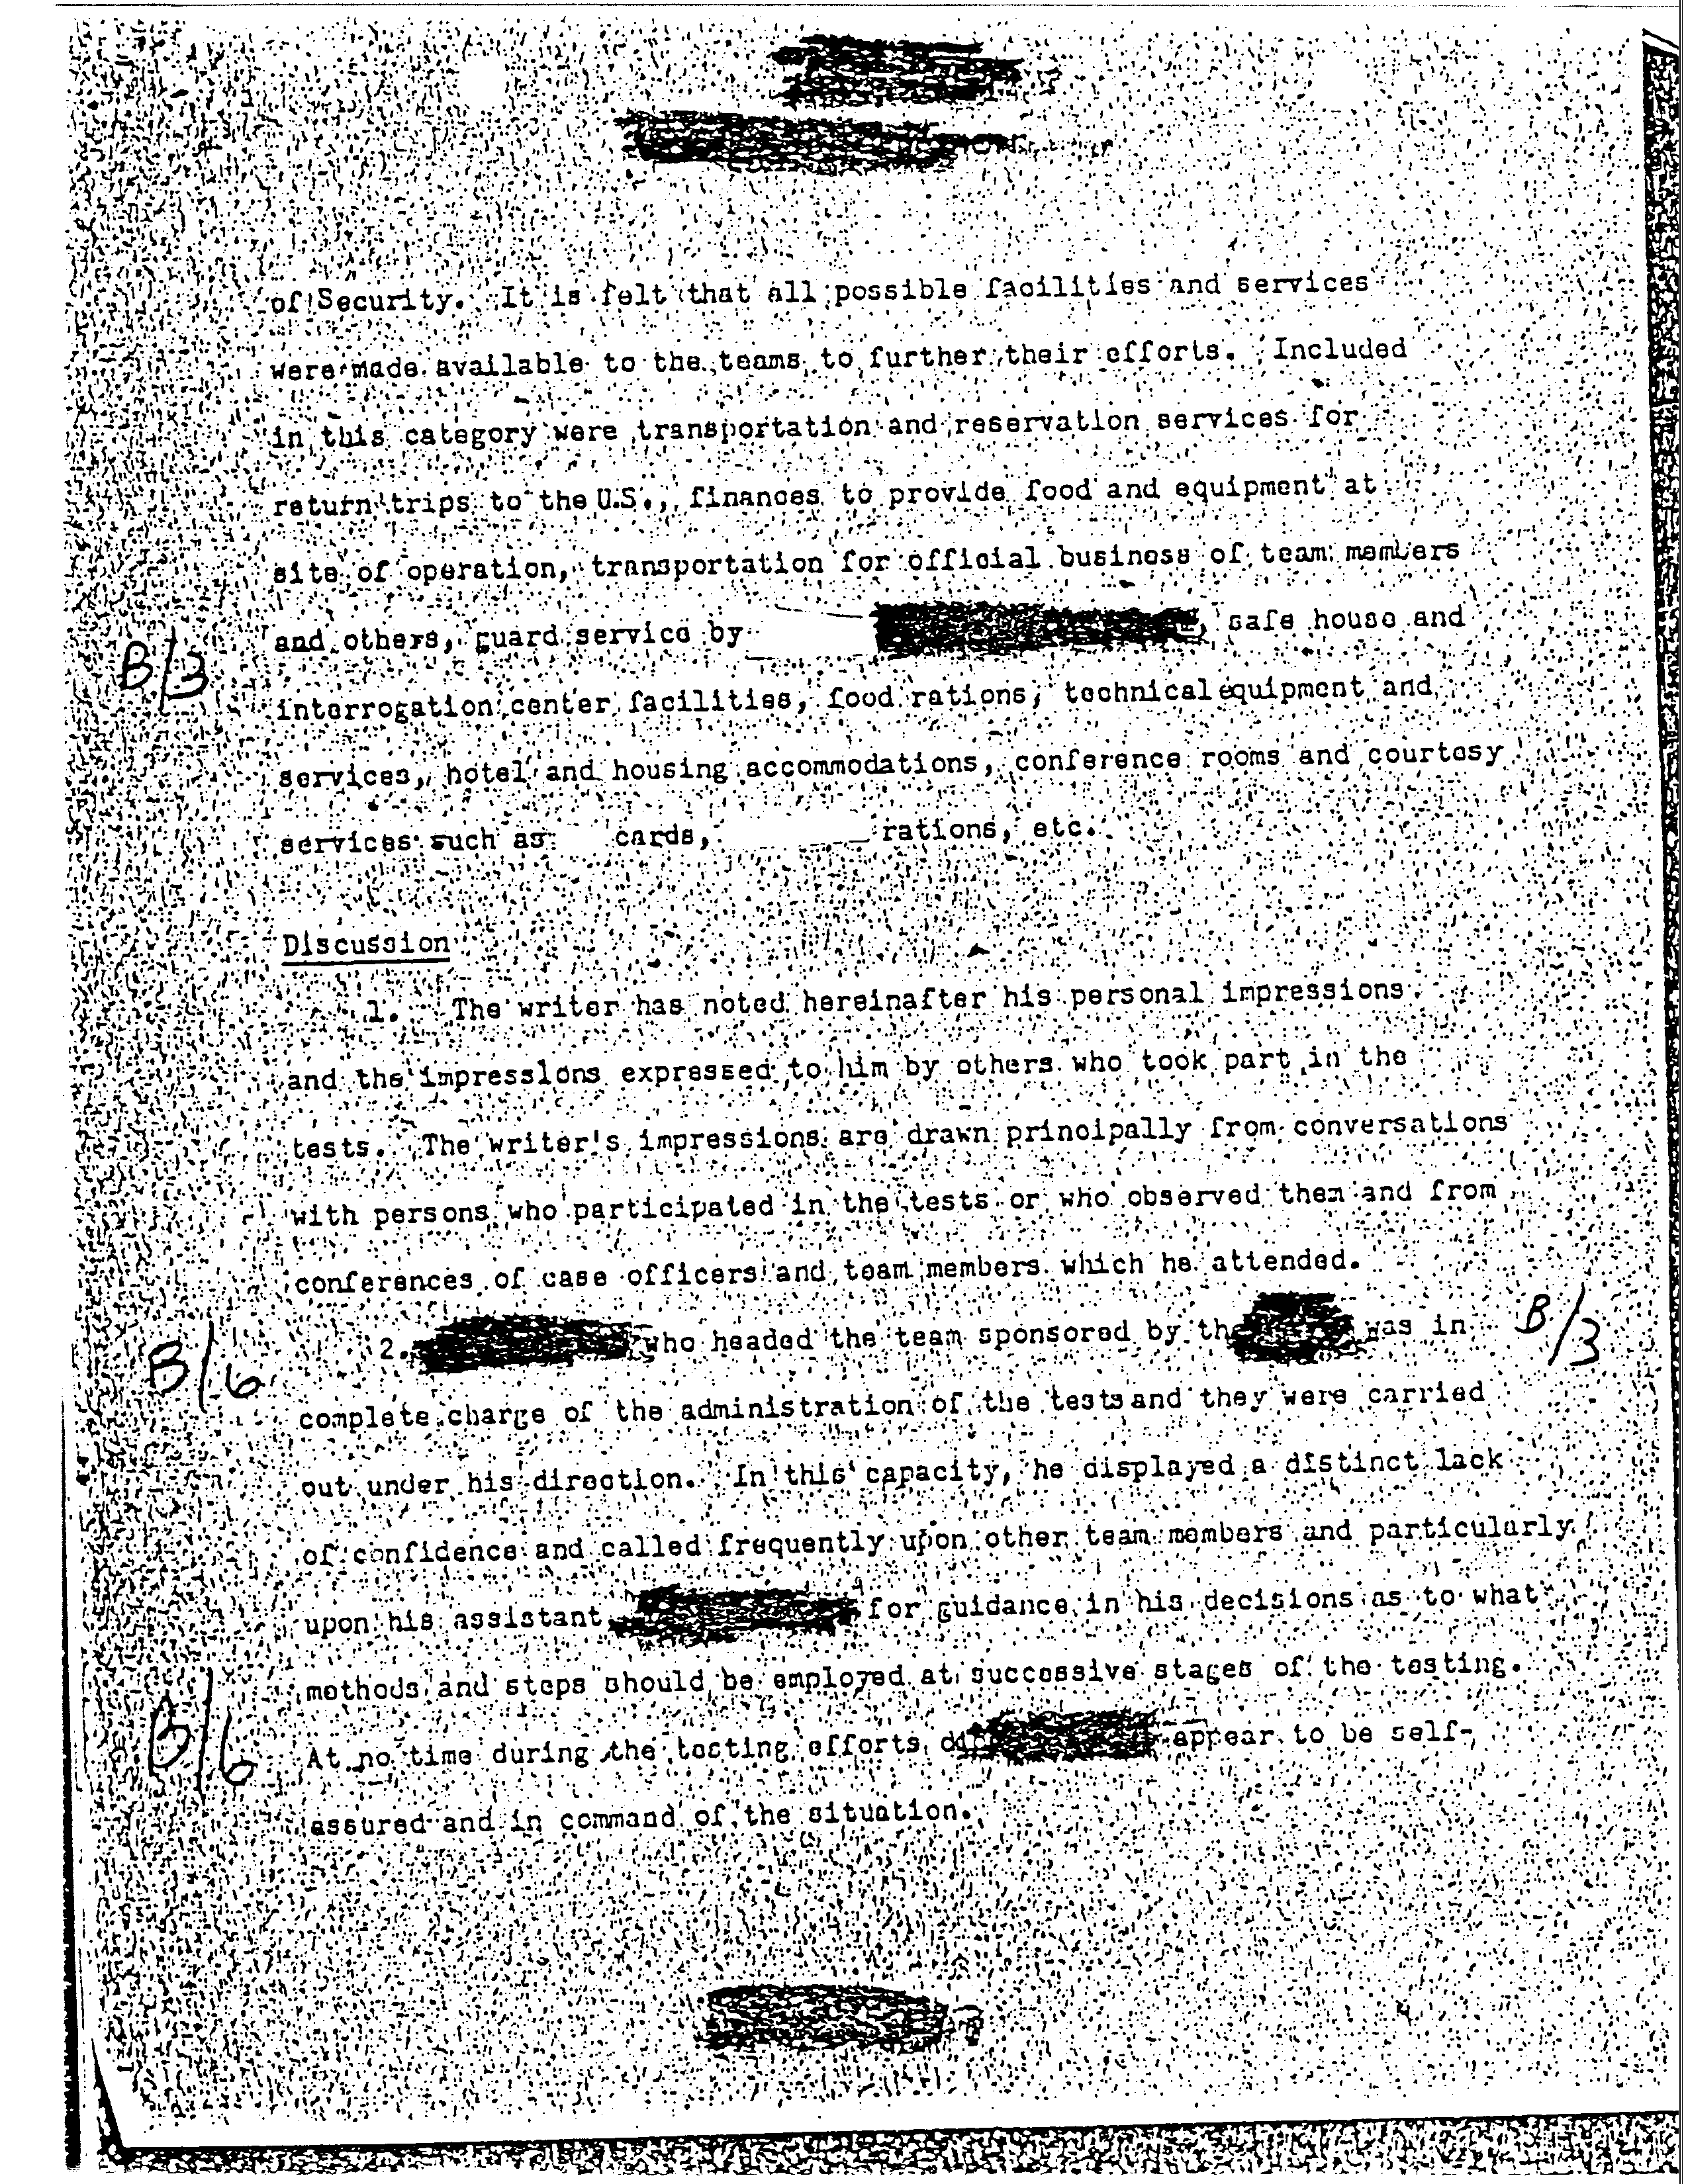 of Security. It is felt that all possible facilities and services
were made available to the teams to further their efforts. Included
in this category were transportation and reservation services for
return trips to the U.S., finances to provide food and equipment at
site of operation, transportation for official business of team members
and others, guard service by , safe house and
B/3
interrogation center facilities, food rations, technical equipment and
services, hotel and housing accommodations, conference rooms and courtesy
services such as cards, rations, etc.
Discussion
1. The writer has noted hereinafter his personal impressions
and the impressions expressed to him by others who took part in the
tests. The writer's impressions are drawn principally from conversations
with persons who participated in the tests or who observed them and from
conferences of case officers and team members which he attended.
2. who headed the team sponsored by the was in B/3
B/6
complete charge of the administration of the tests and they were carried
out under his direction. In this capacity, he displayed a distinct lack
of confidence and called frequently upon other team members and particularly
upon his assistant for guidance in his decisions as to what
methods and steps should be employed at successive stages of the testing.
B/6
At no time during the testing efforts did appear to be self-
assured and in command of the situation.